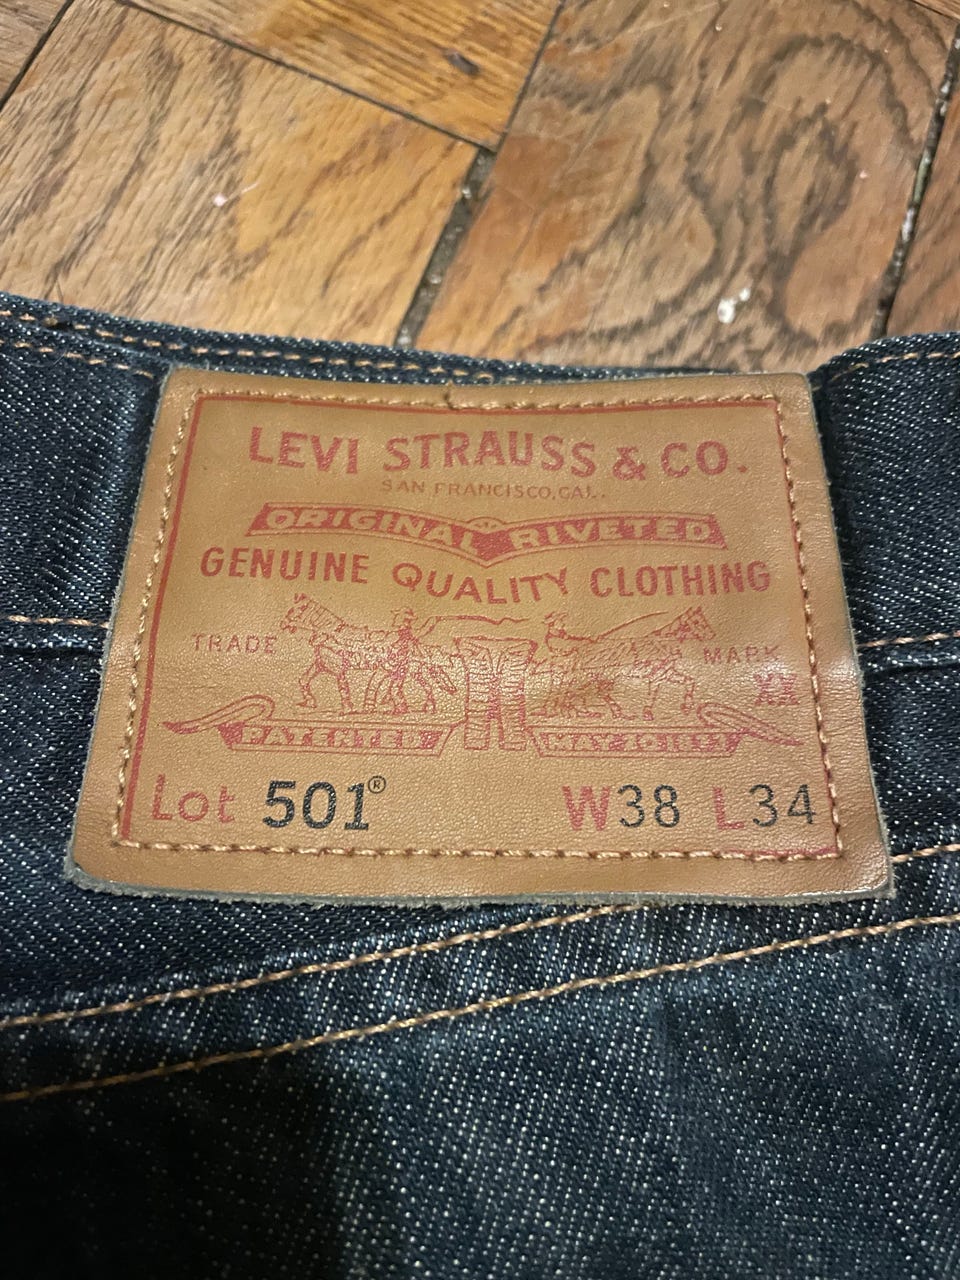 LEVI STRAUSS & CO.
SAN FRANCISCO, CAL.
ORIGINAL RIVETED
GENUINE QUALITY CLOTHING
TRADE MARK
XX
PATENTED MAY 20 1873
Lot 501® W38 L34